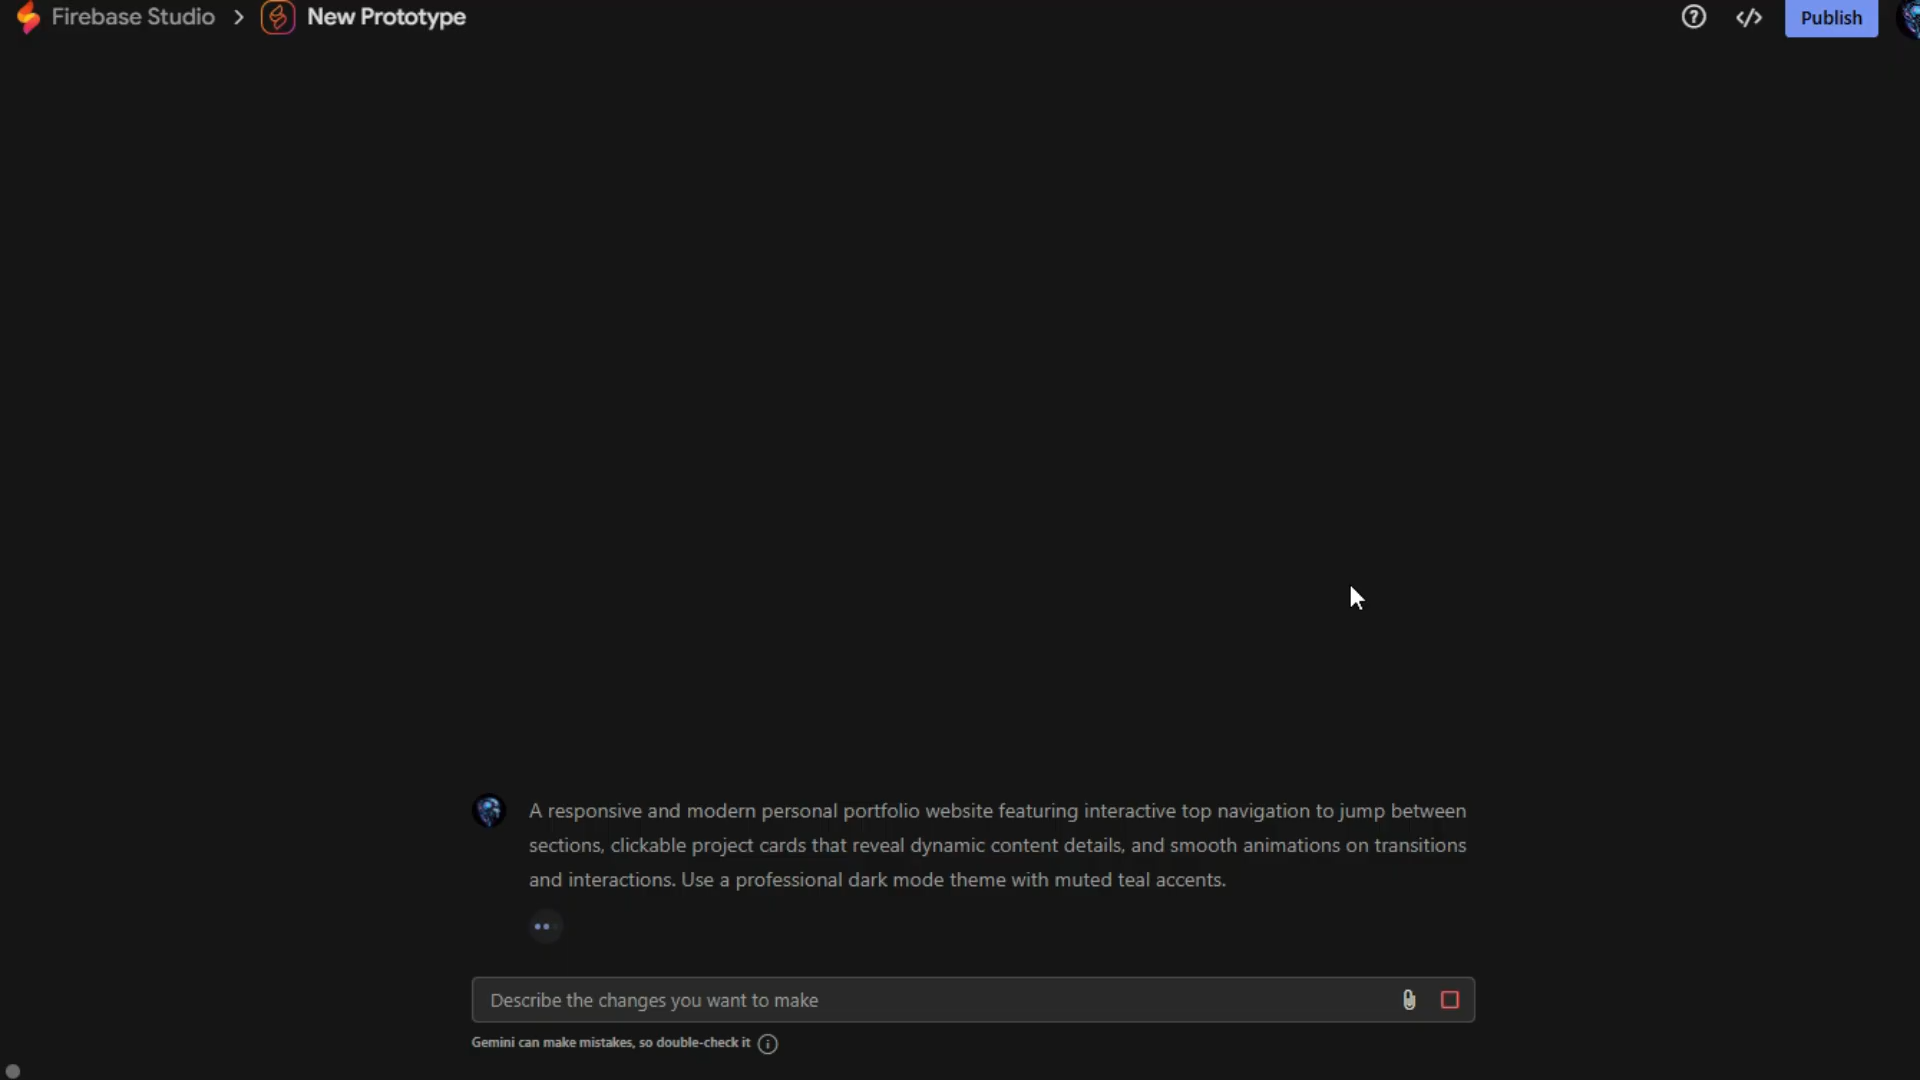 Firebase Studio > New Prototype
</> Publish
A responsive and modern personal portfolio website featuring interactive top navigation to jump between
sections, clickable project cards that reveal dynamic content details, and smooth animations on transitions
and interactions. Use a professional dark mode theme with muted teal accents.
Describe the changes you want to make
Gemini can make mistakes, so double-check it